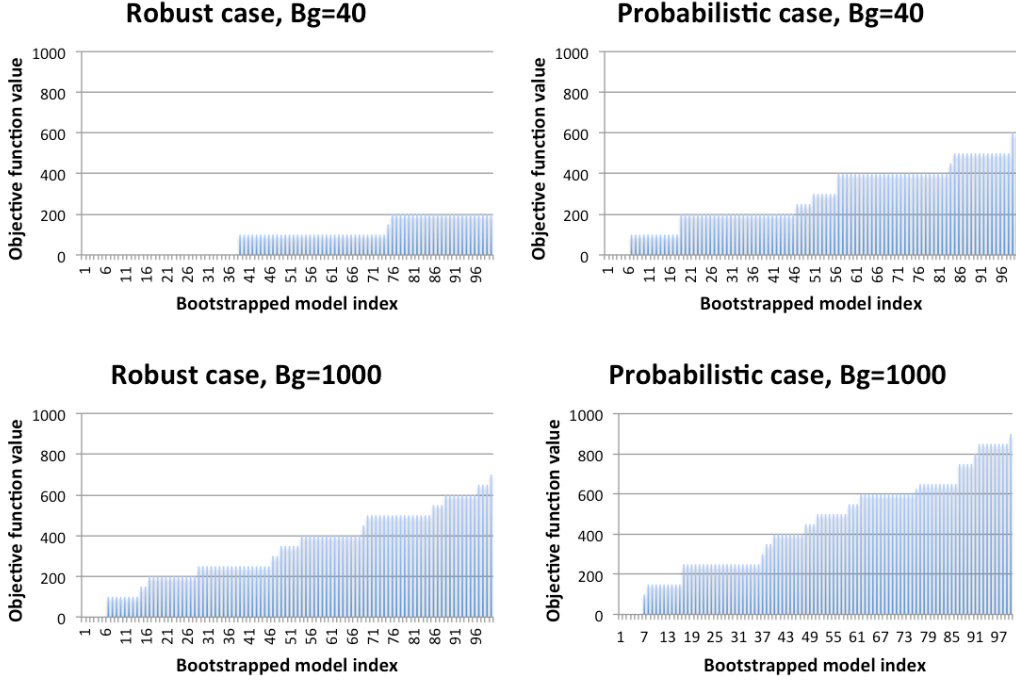 Robust case, Bg=40
Objective function value
1000
800
600
400
200
0
1 6 11 16 21 26 31 36 41 46 51 56 61 66 71 76 81 86 91 96
Bootstrapped model index
Probabilistic case, Bg=40
Objective function value
1000
800
600
400
200
0
1 6 11 16 21 26 31 36 41 46 51 56 61 66 71 76 81 86 91 96
Bootstrapped model index
Robust case, Bg=1000
Objective function value
1000
800
600
400
200
0
1 6 11 16 21 26 31 36 41 46 51 56 61 66 71 76 81 86 91 96
Bootstrapped model index
Probabilistic case, Bg=1000
Objective function value
1000
800
600
400
200
0
1 7 13 19 25 31 37 43 49 55 61 67 73 79 85 91 97
Bootstrapped model index